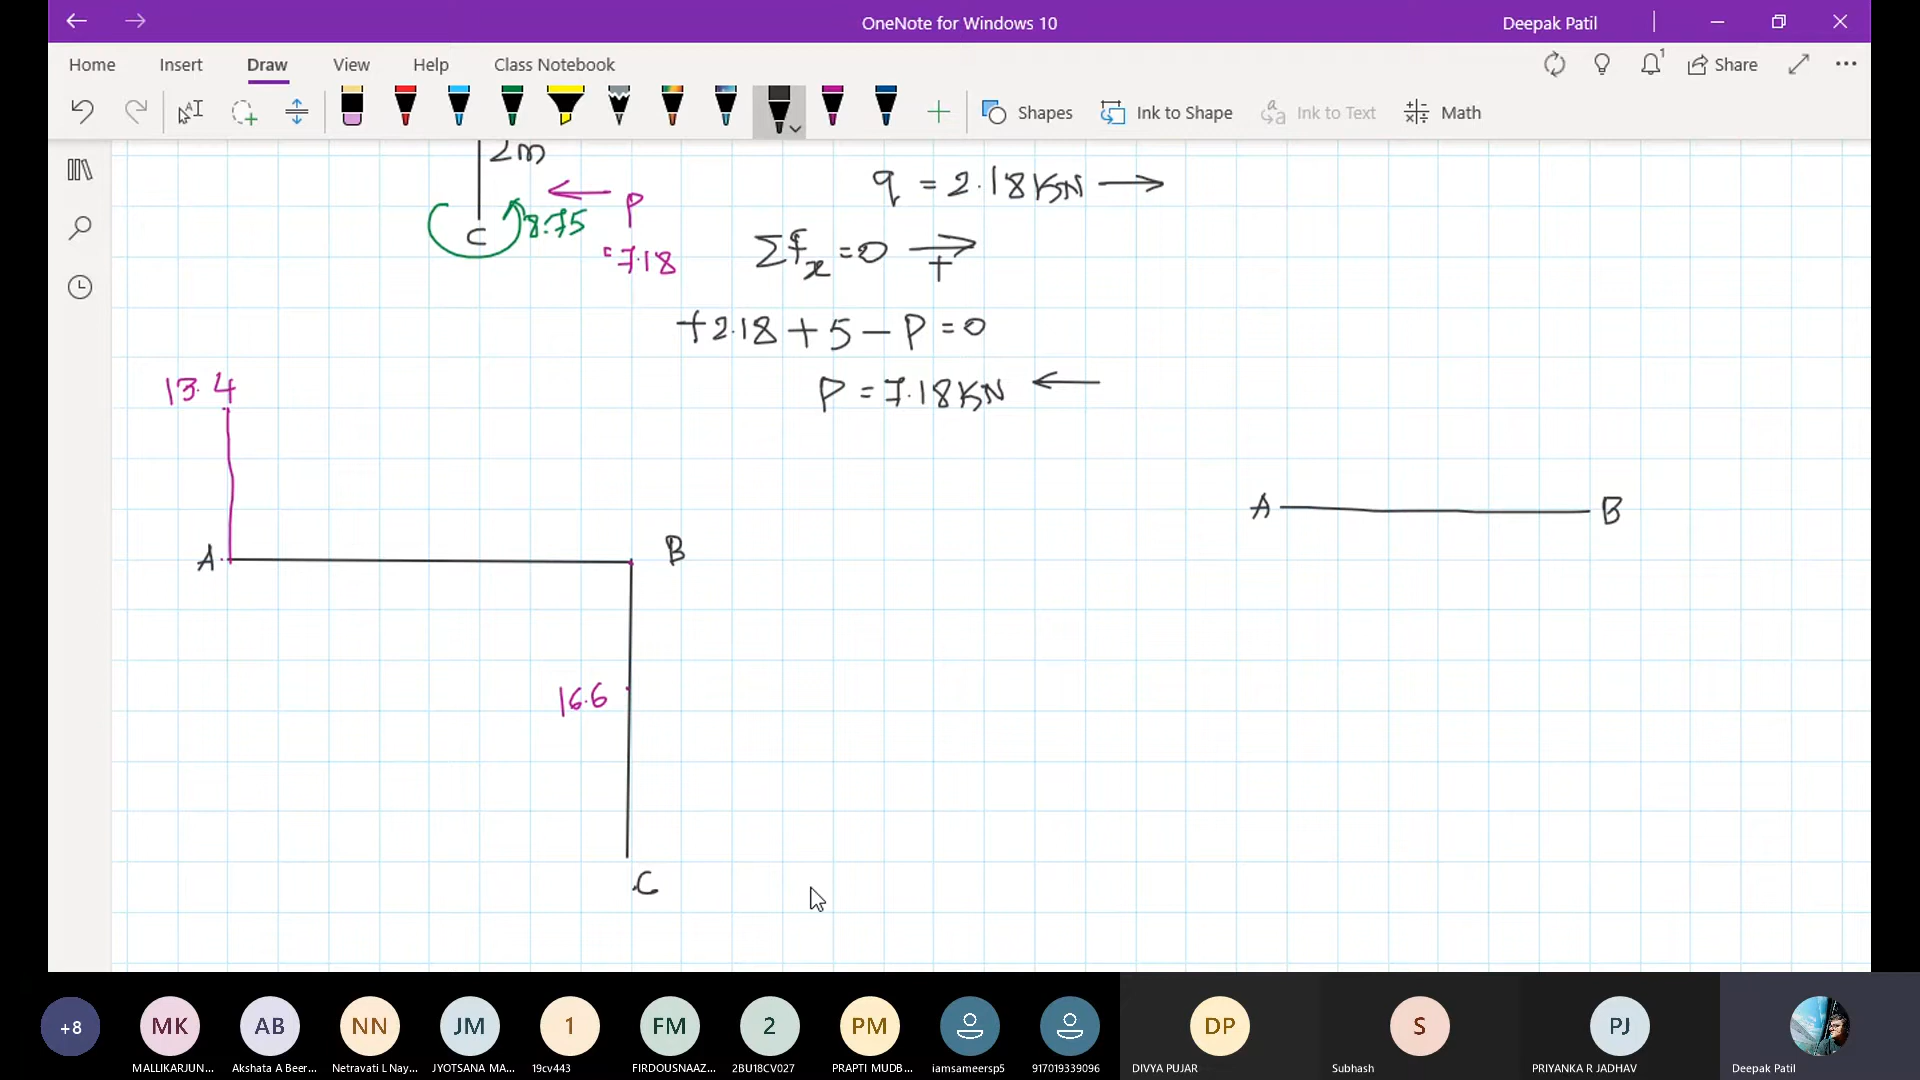 OneNote for Windows 10
Deepak Patil
Home Insert Draw View Help Class Notebook
1 Share
Shapes Ink to Shape Ink to Text Math
2m
q = 2.18 KN →
← P
8.75
C
= 7.18
Σfx = 0 → +
+2.18 + 5 - P = 0
13.4
P = 7.18 KN ←
A B
A B
16.6
C
+8 MK AB NN JM 1 FM 2 PM DP S PJ
MALLIKARJUN... Akshata A Beer... Netravati L Nay... JYOTSANA MA... 19cv443 FIRDOUSNAAZ... 2BU18CV027 PRAPTI MUDB... iamsameersp5 917019339096 DIVYA PUJAR Subhash PRIYANKA R JADHAV Deepak Patil